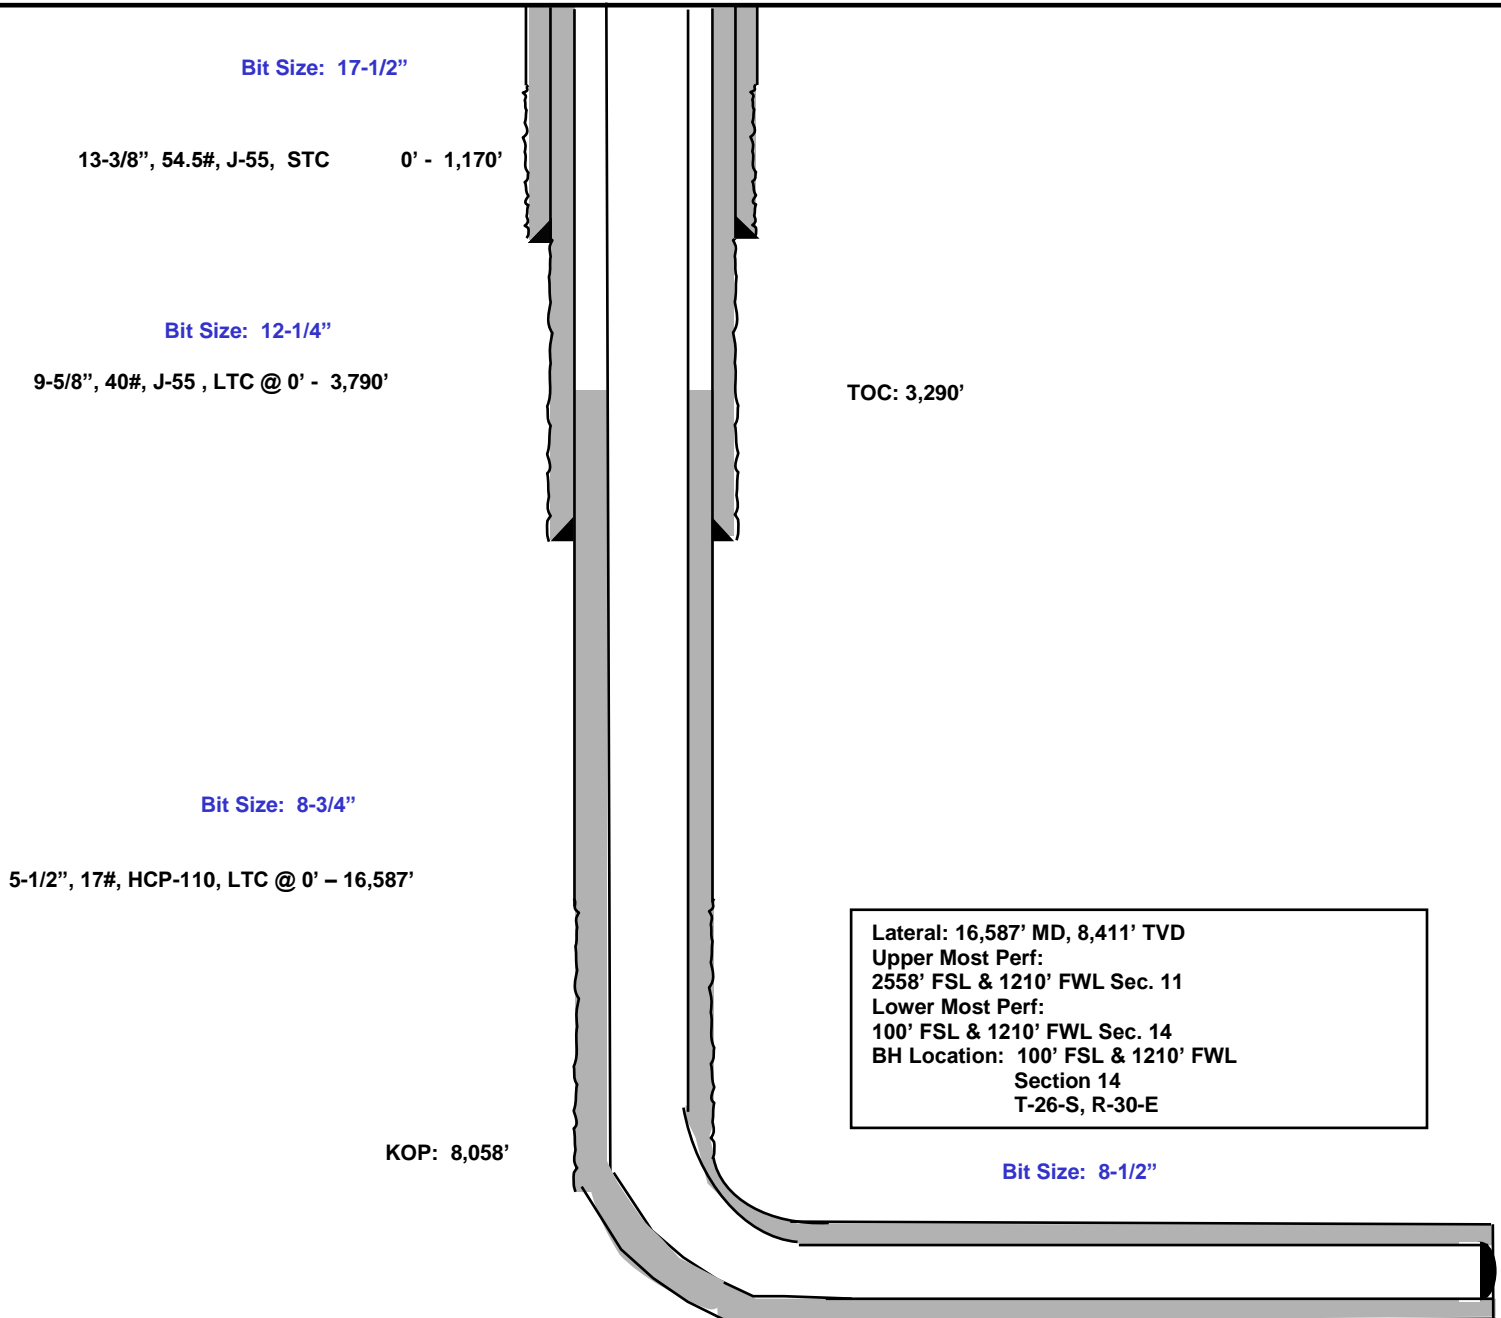 Bit Size: 17-1/2”
13-3/8”, 54.5#, J-55, STC 0’ - 1,170’
Bit Size: 12-1/4”
9-5/8”, 40#, J-55 , LTC @ 0’ - 3,790’
TOC: 3,290’
Bit Size: 8-3/4”
5-1/2”, 17#, HCP-110, LTC @ 0’ – 16,587’
Lateral: 16,587’ MD, 8,411’ TVD
Upper Most Perf:
2558’ FSL & 1210’ FWL Sec. 11
Lower Most Perf:
100’ FSL & 1210’ FWL Sec. 14
BH Location: 100’ FSL & 1210’ FWL
Section 14
T-26-S, R-30-E
KOP: 8,058’
Bit Size: 8-1/2”